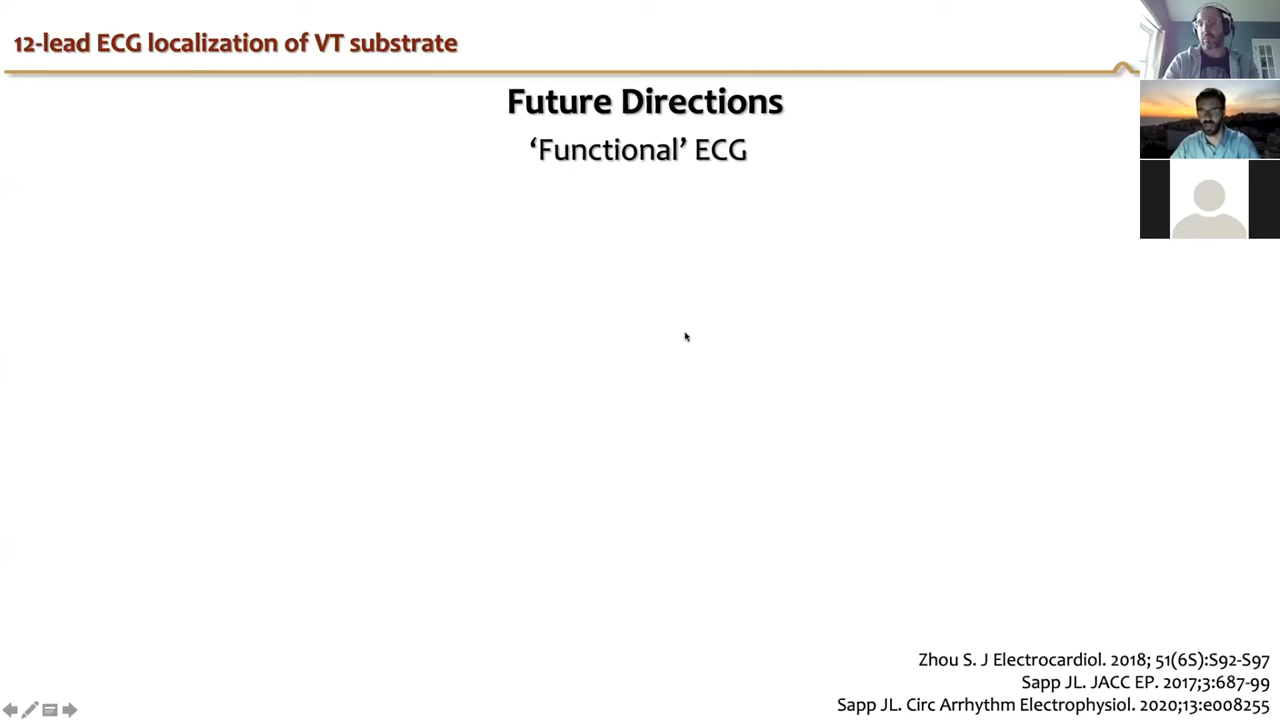 12-lead ECG localization of VT substrate
Future Directions
‘Functional’ ECG
Zhou S. J Electrocardiol. 2018; 51(6S):S92-S97
Sapp JL. JACC EP. 2017;3:687-99
Sapp JL. Circ Arrhythm Electrophysiol. 2020;13:e008255